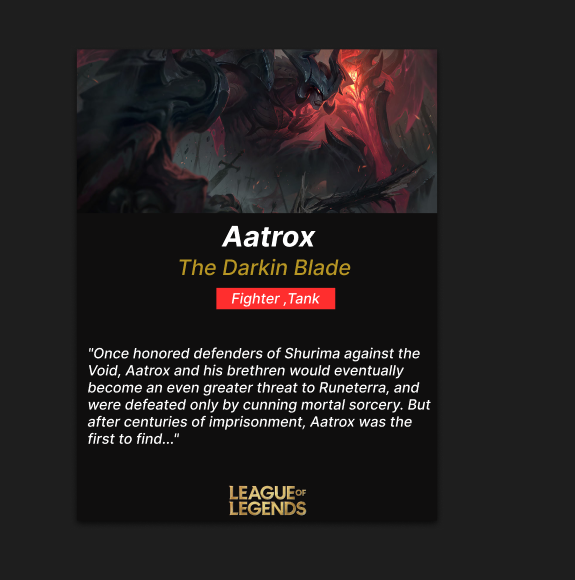 Aatrox
The Darkin Blade
Fighter ,Tank
"Once honored defenders of Shurima against the
Void, Aatrox and his brethren would eventually
become an even greater threat to Runeterra, and
were defeated only by cunning mortal sorcery. But
after centuries of imprisonment, Aatrox was the
first to find..."
LEAGUE OF
LEGENDS